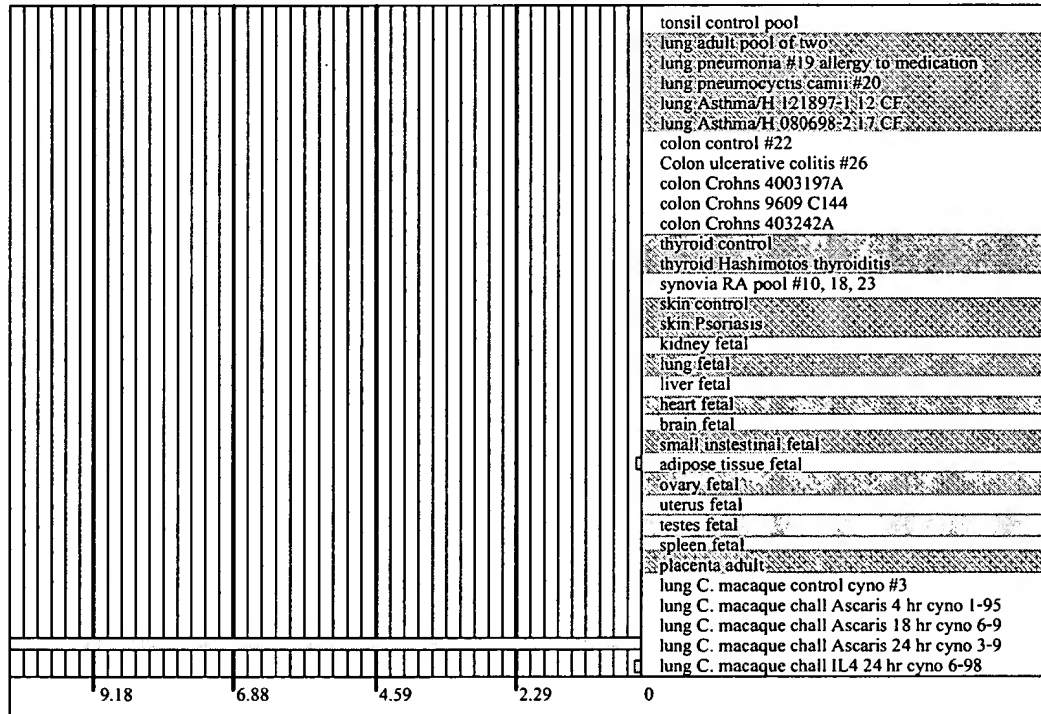 tonsil control pool
lung adult pool of two
lung pneumonia #19 allergy to medication
lung pneumocyctis camii #20
lung Asthma/H 121897-1 12 CF
lung Asthma/H 080698-2 17 CF
colon control #22
Colon ulcerative colitis #26
colon Crohns 4003197A
colon Crohns 9609 C144
colon Crohns 403242A
thyroid control
thyroid Hashimotos thyroiditis
synovia RA pool #10, 18, 23
skin control
skin Psoriasis
kidney fetal
lung fetal
liver fetal
heart fetal
brain fetal
small instestinal fetal
adipose tissue fetal
ovary fetal
uterus fetal
testes fetal
spleen fetal
placenta adult
lung C. macaque control cyno #3
lung C. macaque chall Ascaris 4 hr cyno 1-95
lung C. macaque chall Ascaris 18 hr cyno 6-9
lung C. macaque chall Ascaris 24 hr cyno 3-9
lung C. macaque chall IL4 24 hr cyno 6-98
9.18 6.88 4.59 2.29 0